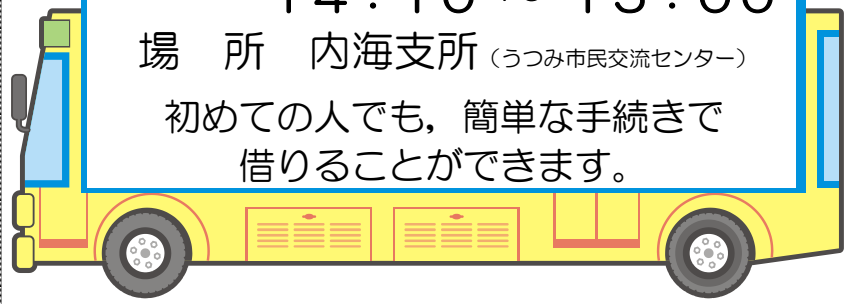 場　所　内海支所（うつみ市民交流センター）
初めての人でも，簡単な手続きで
借りることができます。